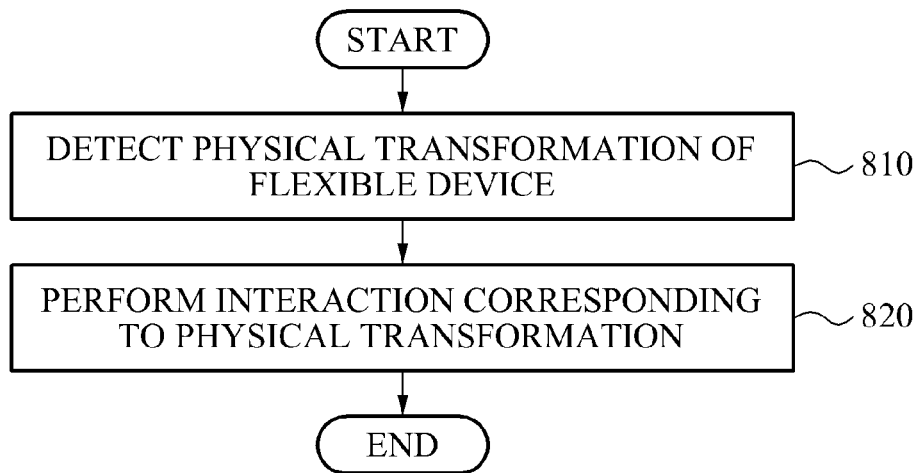 START
DETECT PHYSICAL TRANSFORMATION OF
FLEXIBLE DEVICE
810
PERFORM INTERACTION CORRESPONDING
TO PHYSICAL TRANSFORMATION
820
END